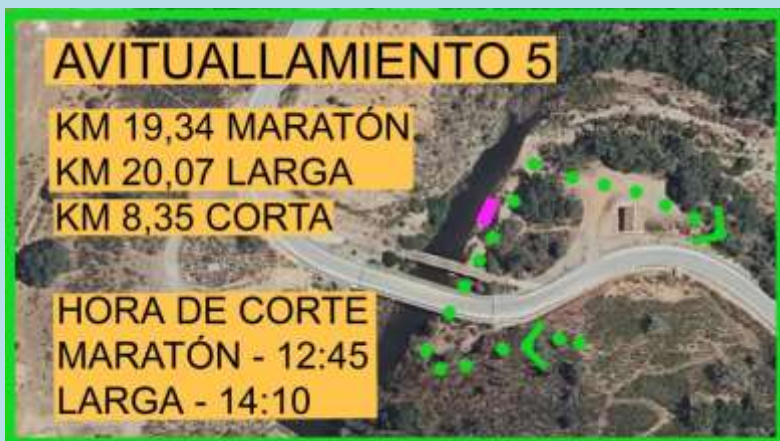 AVITUALLAMIENTO 5
KM 19,34 MARATÓN
KM 20,07 LARGA
KM 8,35 CORTA
HORA DE CORTE
MARATÓN - 12:45
LARGA - 14:10